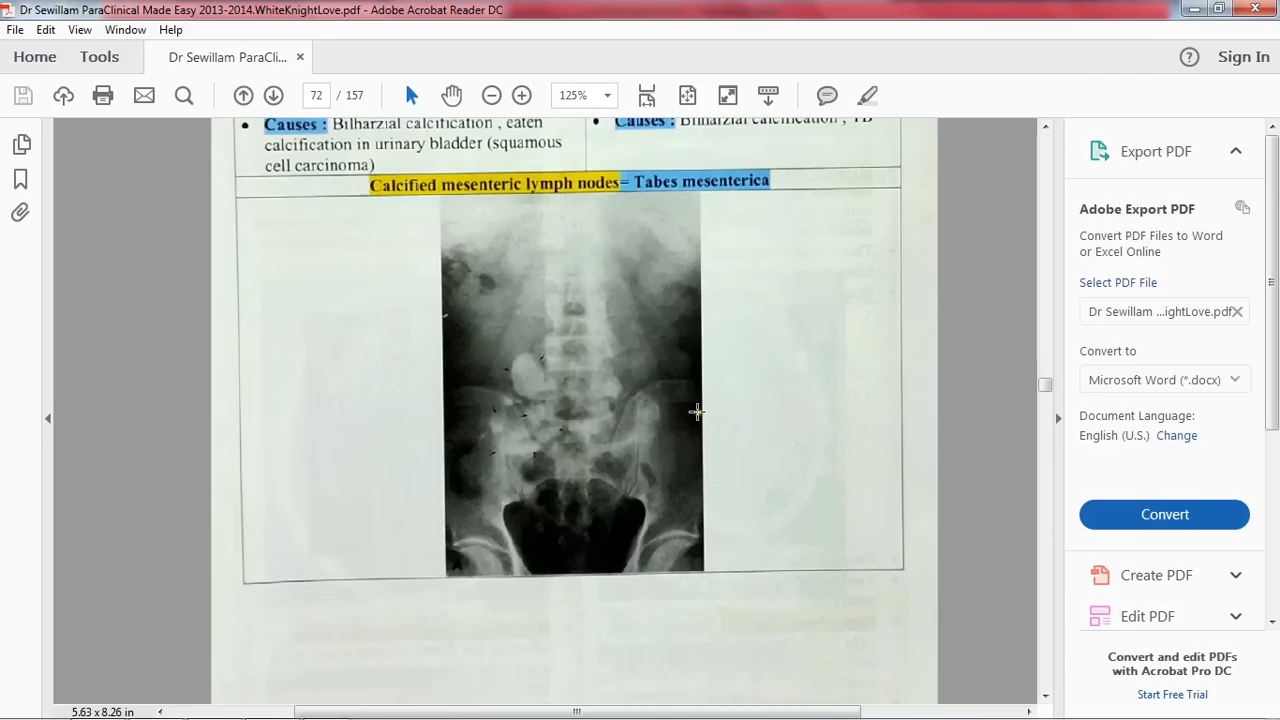 Dr Sewillam ParaClinical Made Easy 2013-2014.WhiteKnightLove.pdf - Adobe Acrobat Reader DC
File Edit View Window Help
Home Tools Dr Sewillam ParaCli... × Sign In
72 / 157 125%
Causes : Bilharzial calcification , eaten
calcification in urinary bladder (squamous
cell carcinoma)
Causes : Bilharzial calcification , TB
Calcified mesenteric lymph nodes= Tabes mesenterica
A
5.63 x 8.26 in
Export PDF
Adobe Export PDF
Convert PDF Files to Word
or Excel Online
Select PDF File
Dr Sewillam ...ightLove.pdf
Convert to
Microsoft Word (*.docx)
Document Language:
English (U.S.) Change
Convert
Create PDF
Edit PDF
Convert and edit PDFs
with Acrobat Pro DC
Start Free Trial